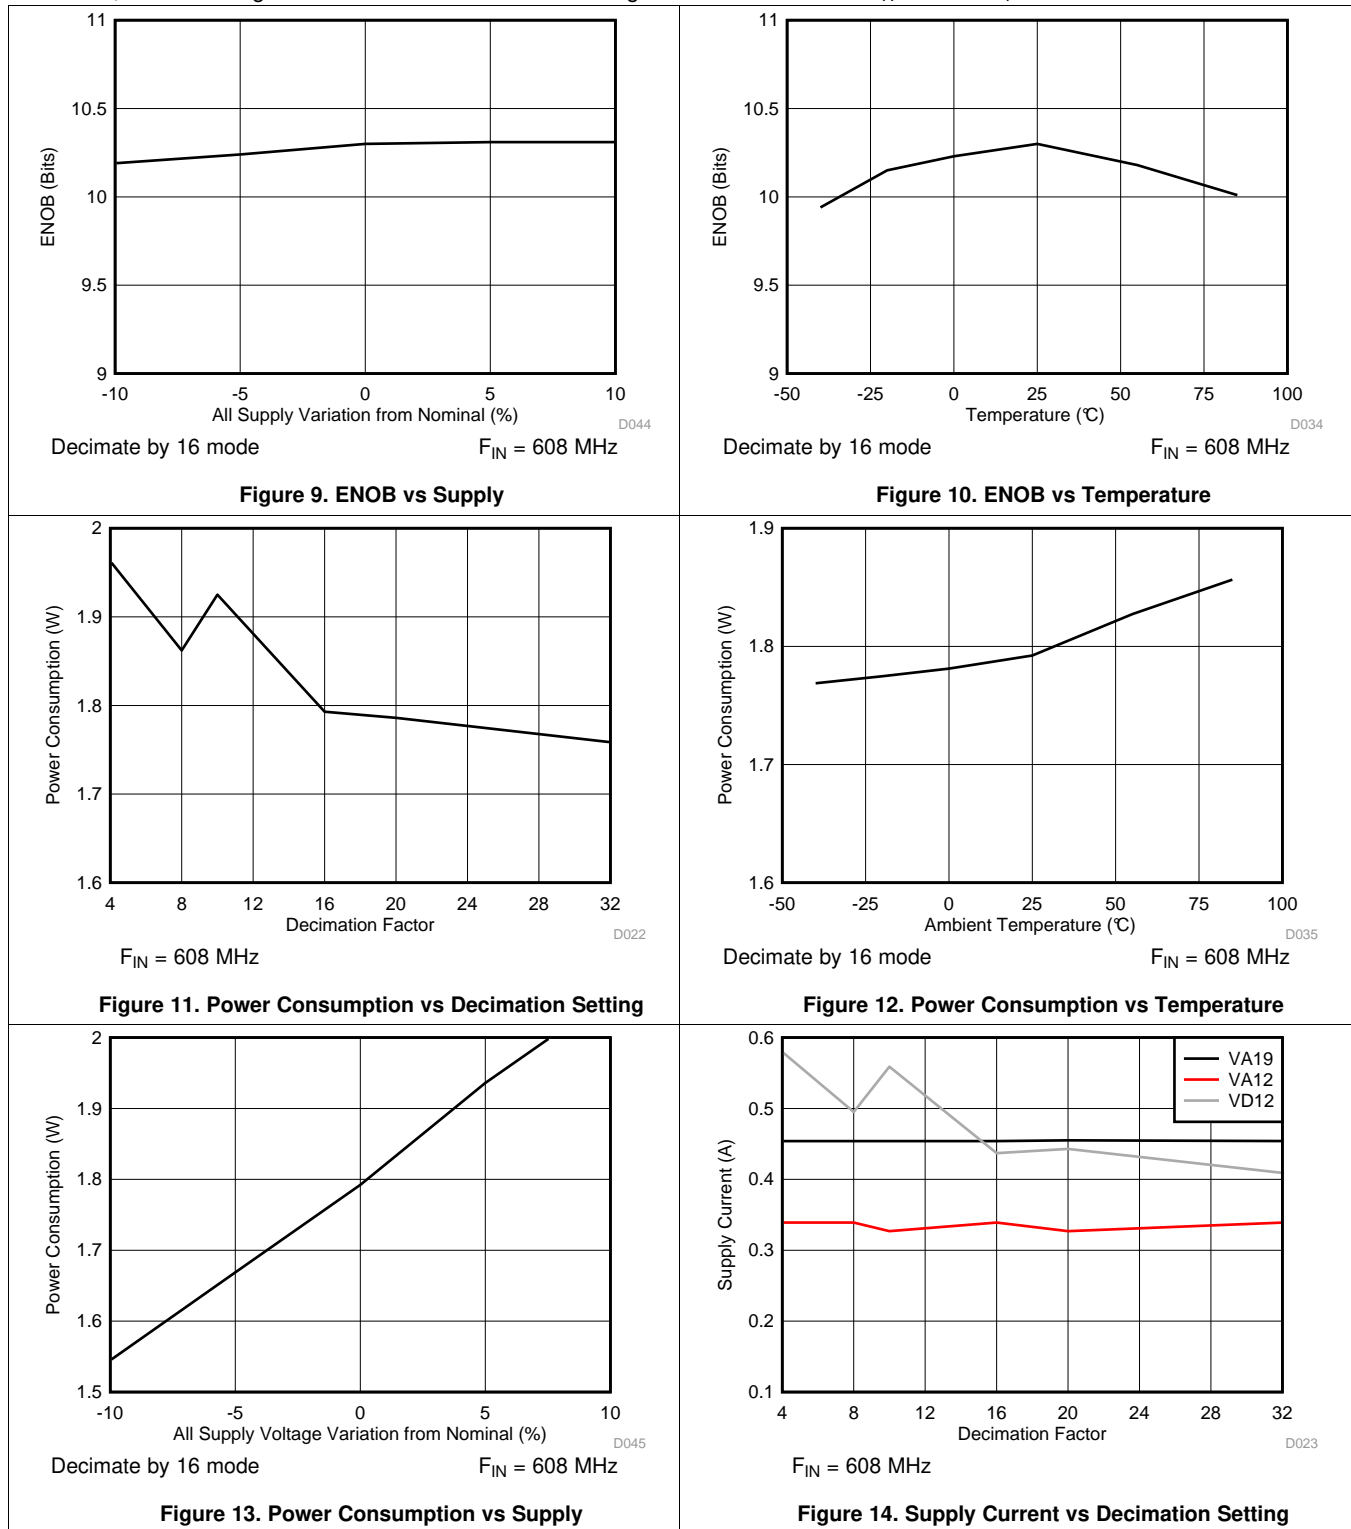 11
10.5
10
9.5
9
ENOB (Bits)
-10 -5 0 5 10
All Supply Variation from Nominal (%)
D044
Decimate by 16 mode FIN = 608 MHz
Figure 9. ENOB vs Supply
11
10.5
10
9.5
9
ENOB (Bits)
-50 -25 0 25 50 75 100
Temperature (°C)
D034
Decimate by 16 mode FIN = 608 MHz
Figure 10. ENOB vs Temperature
2
1.9
1.8
1.7
1.6
Power Consumption (W)
4 8 12 16 20 24 28 32
Decimation Factor
D022
FIN = 608 MHz
Figure 11. Power Consumption vs Decimation Setting
1.9
1.8
1.7
1.6
Power Consumption (W)
-50 -25 0 25 50 75 100
Ambient Temperature (°C)
D035
Decimate by 16 mode FIN = 608 MHz
Figure 12. Power Consumption vs Temperature
2
1.9
1.8
1.7
1.6
1.5
Power Consumption (W)
-10 -5 0 5 10
All Supply Voltage Variation from Nominal (%)
D045
Decimate by 16 mode FIN = 608 MHz
Figure 13. Power Consumption vs Supply
0.6
0.5
0.4
0.3
0.2
0.1
Supply Current (A)
VA19
VA12
VD12
4 8 12 16 20 24 28 32
Decimation Factor
D023
FIN = 608 MHz
Figure 14. Supply Current vs Decimation Setting